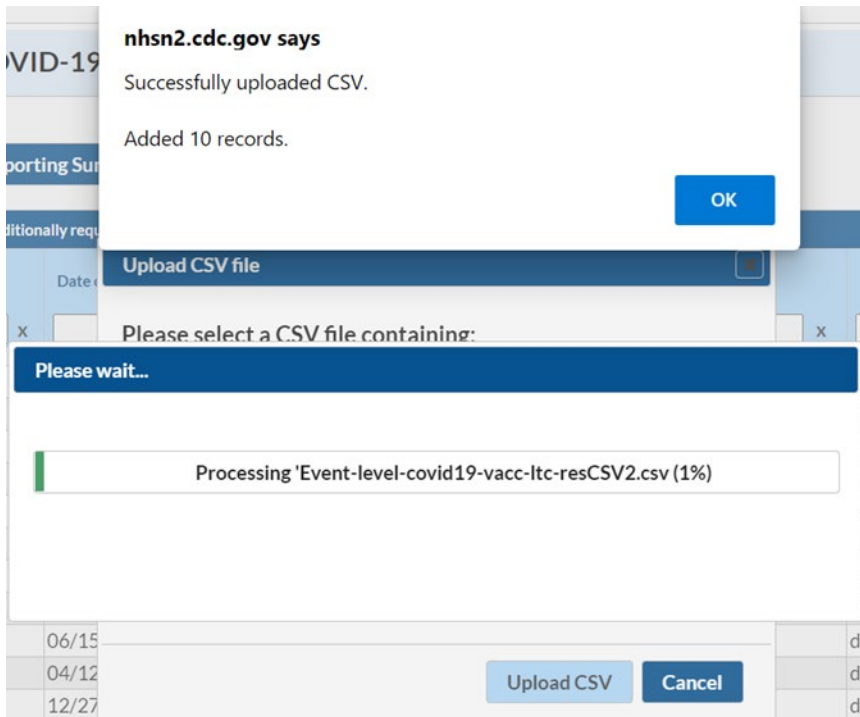 nhsn2.cdc.gov says
Successfully uploaded CSV.
Added 10 records.
OK
OVID-19
porting Sur
ditionally requ
Upload CSV file
Date
x
Please select a CSV file containing:
x
Please wait...
Processing 'Event-level-covid19-vacc-ltc-resCSV2.csv (1%)
06/15
d
04/12
d
12/27
d
Upload CSV
Cancel